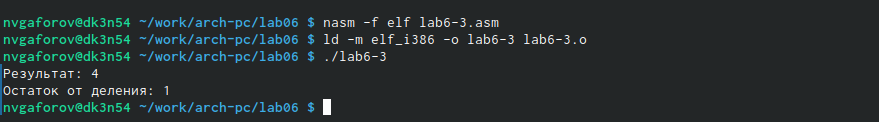 nvgaforov@dk3n54 ~/work/arch-pc/lab06 $ nasm -f elf lab6-3.asm
nvgaforov@dk3n54 ~/work/arch-pc/lab06 $ ld -m elf_i386 -o lab6-3 lab6-3.o
nvgaforov@dk3n54 ~/work/arch-pc/lab06 $ ./lab6-3
Результат: 4
Остаток от деления: 1
nvgaforov@dk3n54 ~/work/arch-pc/lab06 $